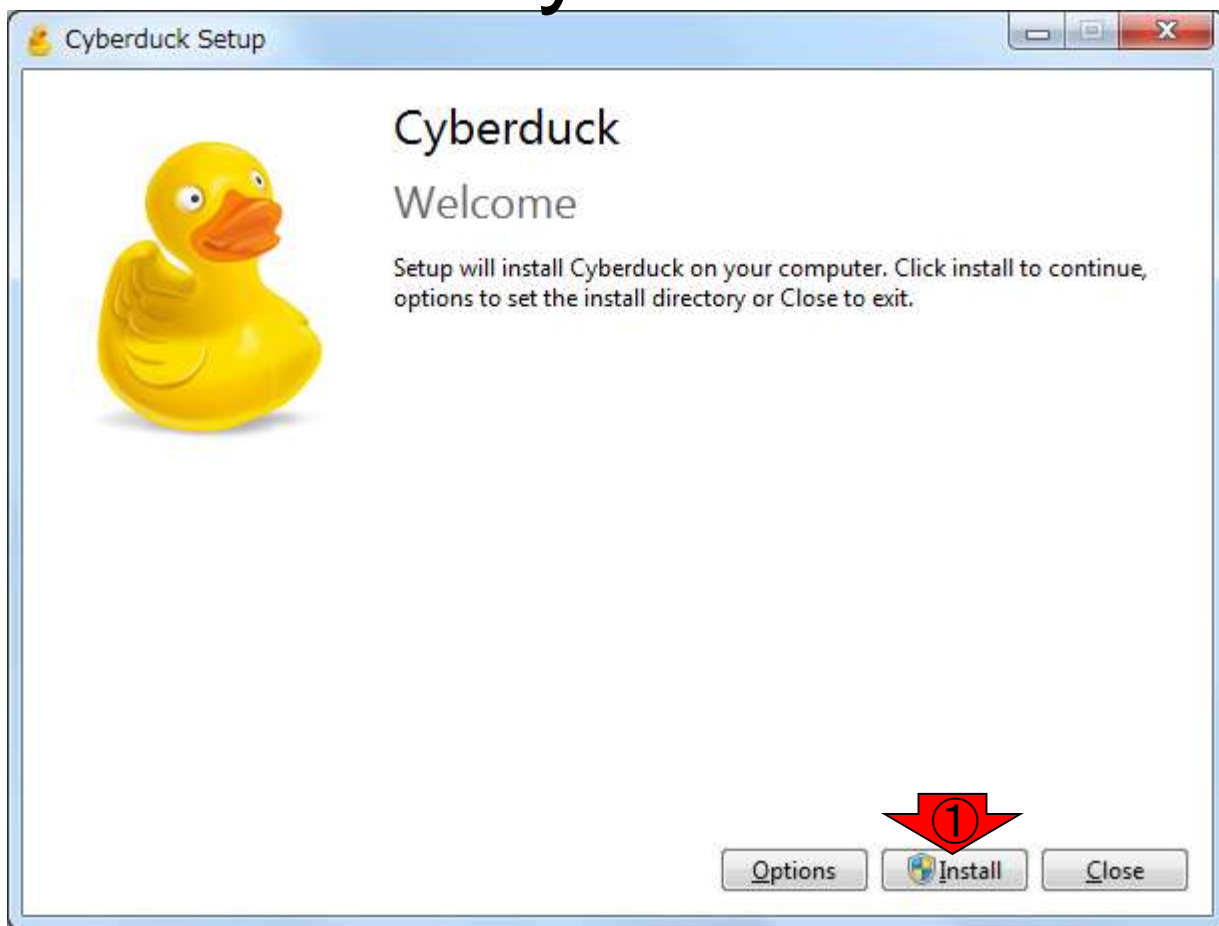 Cyberduck Setup
Cyberduck
Welcome
Setup will install Cyberduck on your computer. Click install to continue,
options to set the install directory or Close to exit.
①
Options
Install
Close